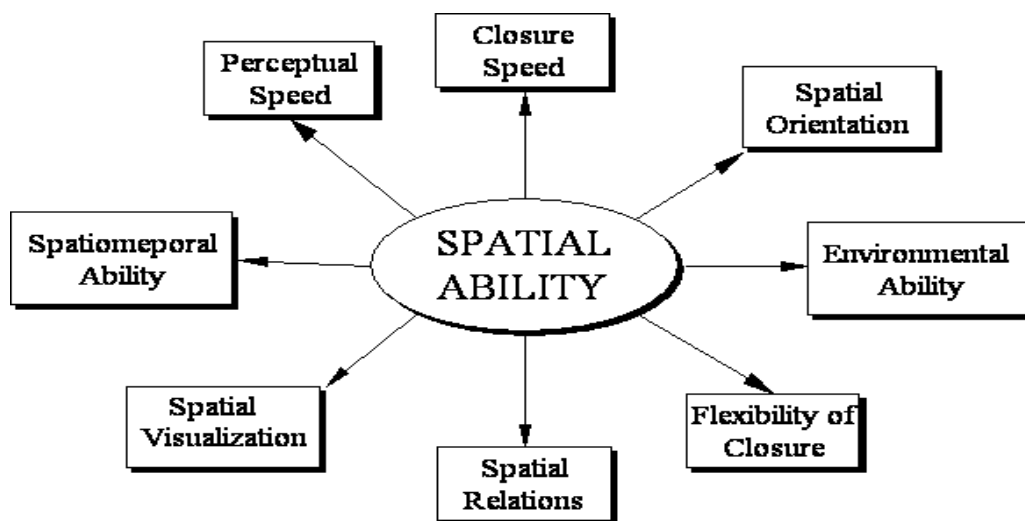 Closure
Speed
Perceptual
Speed
Spatial
Orientation
Spatiomeporal
Ability
SPATIAL
ABILITY
Environmental
Ability
Spatial
Visualization
Flexibility of
Closure
Spatial
Relations